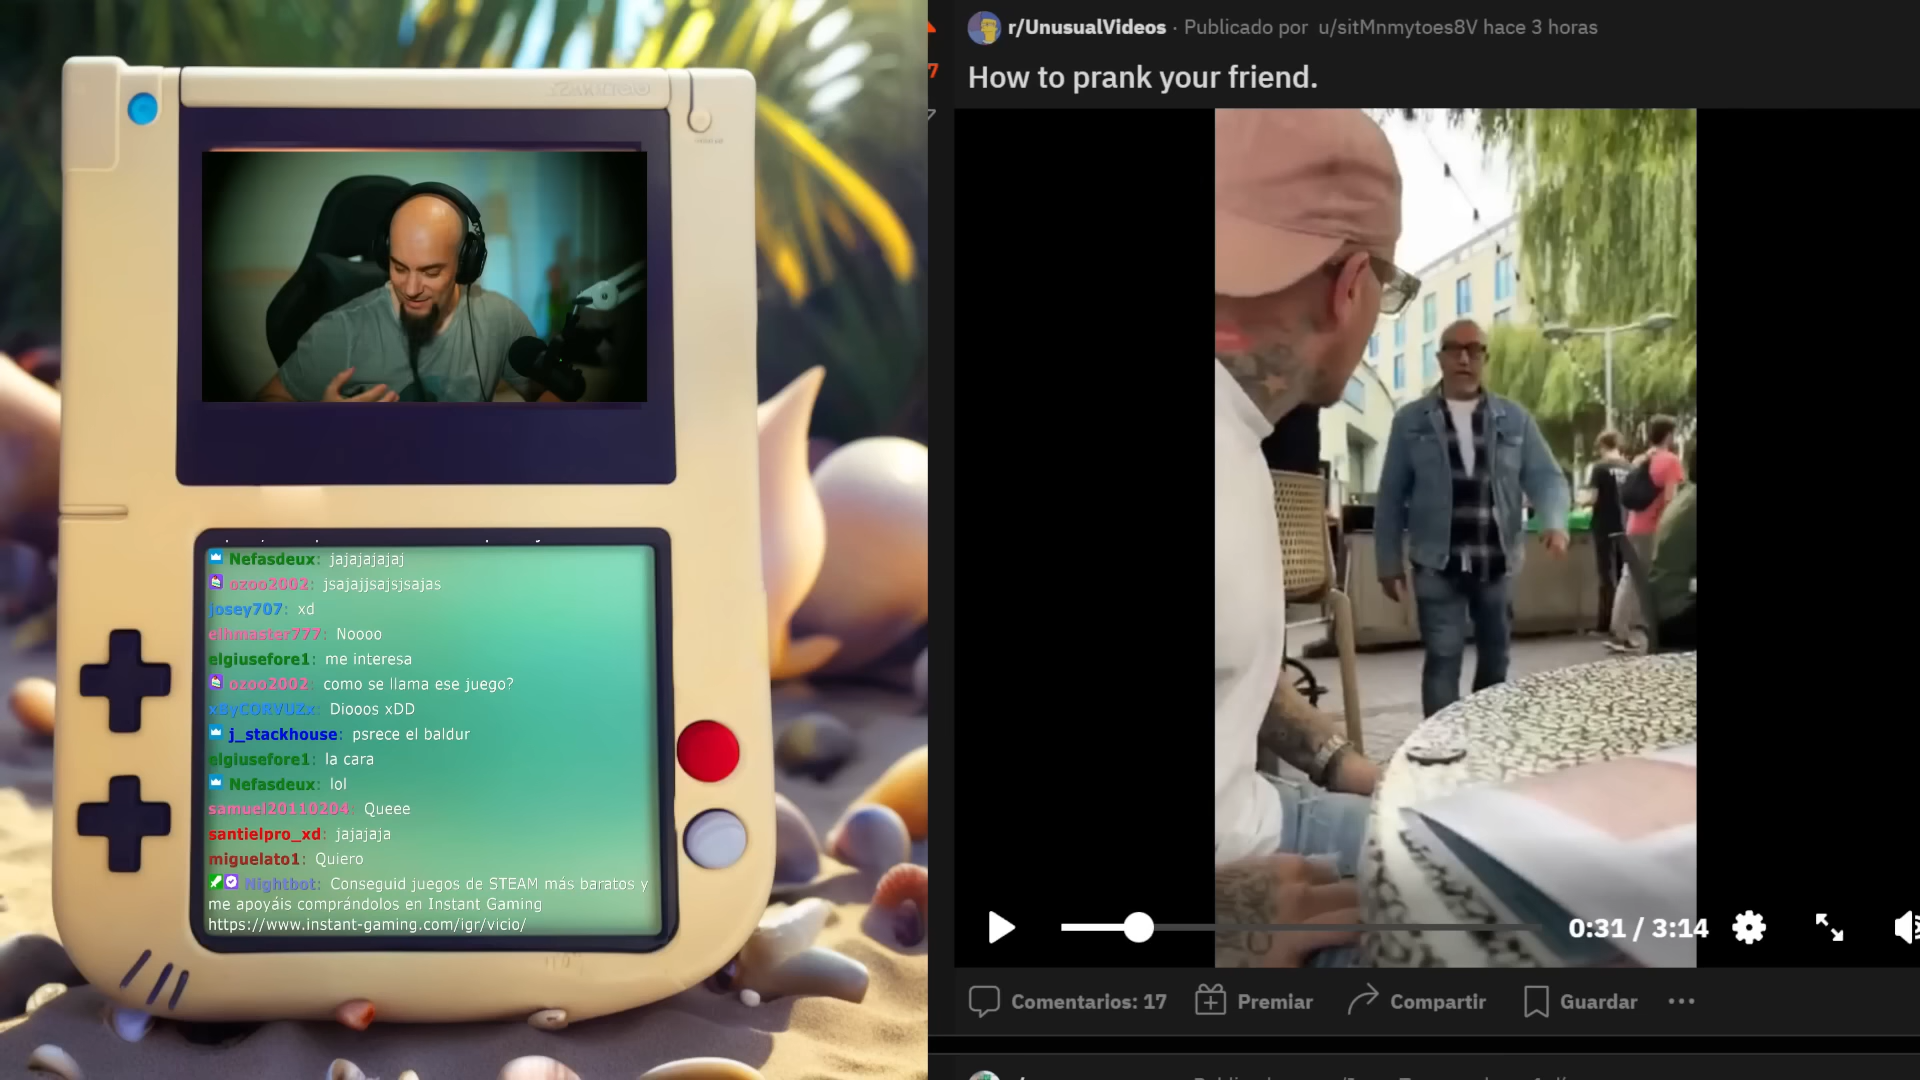 Nefasdeux: jajajajajaj
ozoo2002: jsajajjsajsjsajas
josey707: xd
elhmaster777: Noooo
elgiusefore1: me interesa
ozoo2002: como se llama ese juego?
xByCORVUZx: Diooos xDD
j_stackhouse: psrece el baldur
elgiusefore1: la cara
Nefasdeux: lol
samuel20110204: Queee
santielpro_xd: jajajaja
miguelato1: Quiero
Nightbot: Conseguid juegos de STEAM más baratos y
me apoyáis comprándolos en Instant Gaming
https://www.instant-gaming.com/igr/vicio/
r/UnusualVideos · Publicado por u/sitMnmytoes8V hace 3 horas
7
How to prank your friend.
0:31 / 3:14
Comentarios: 17 Premiar Compartir Guardar ...